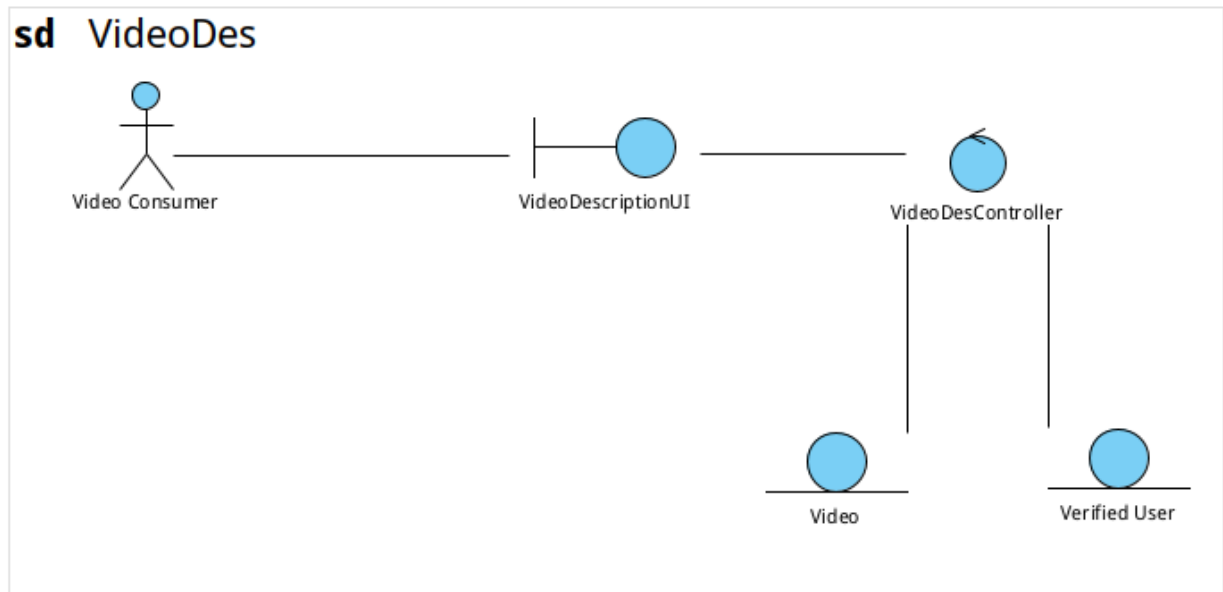 sd VideoDes
Video Consumer
VideoDescriptionUI
VideoDesController
Video
Verified User